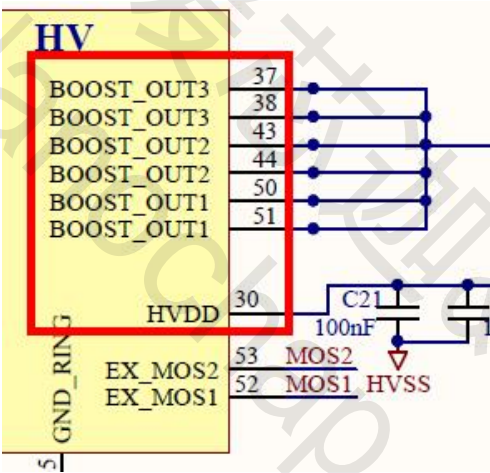 HV
BOOST_OUT3 37
BOOST_OUT3 38
BOOST_OUT2 43
BOOST_OUT2 44
BOOST_OUT1 50
BOOST_OUT1 51
HVDD 30
C21
100nF
GND_RING
EX_MOS2 53 MOS2
EX_MOS1 52 MOS1 HVSS
5